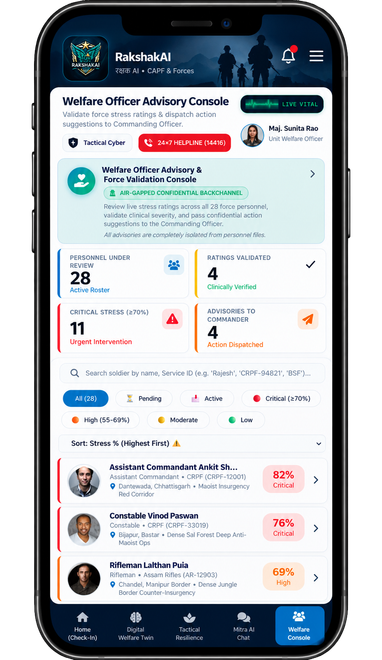 RAKSHAKAI
RakshakAI
रक्षक AI • CAPF & Forces
Welfare Officer Advisory Console
LIVE VITAL
Validate force stress ratings & dispatch action
suggestions to Commanding Officer.
Tactical Cyber
24×7 HELPLINE (14416)
Maj. Sunita Rao
Unit Welfare Officer
Welfare Officer Advisory &
Force Validation Console
AIR-GAPPED CONFIDENTIAL BACKCHANNEL
Review live stress ratings across all 28 force personnel,
validate clinical severity, and pass confidential action
suggestions to the Commanding Officer.
All advisories are completely isolated from personnel files.
PERSONNEL UNDER
REVIEW
28
Active Roster
RATINGS VALIDATED
4
Clinically Verified
CRITICAL STRESS (≥70%)
11
Urgent Intervention
ADVISORIES TO
COMMANDER
4
Action Dispatched
Search soldier by name, Service ID (e.g. 'Rajesh', 'CRPF-94821', 'BSF')...
All (28)
Pending
Active
Critical (≥70%)
High (55-69%)
Moderate
Low
Sort: Stress % (Highest First)
Assistant Commandant Ankit Sh...
Assistant Commandant • CRPF (CRPF-12001)
Dantewada, Chhattisgarh • Maoist Insurgency
Red Corridor
82%
Critical
Constable Vinod Paswan
Constable • CRPF (CRPF-33019)
Bijapur, Bastar • Dense Sal Forest Deep Anti-
Maoist Ops
76%
Critical
Rifleman Lalthan Puia
Rifleman • Assam Rifles (AR-12903)
Chandel, Manipur Border • Dense Jungle
Border Counter-Insurgency
69%
High
Home
(Check-In)
Digital
Welfare Twin
Tactical
Resilience
Mitra AI
Chat
Welfare
Console